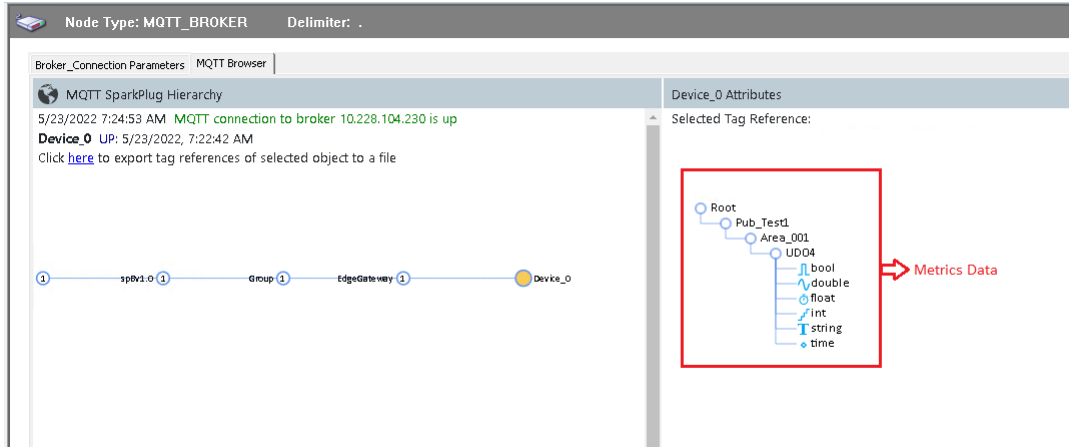 Node Type: MQTT_BROKER Delimiter: .
Broker_Connection Parameters MQTT Browser
MQTT SparkPlug Hierarchy
5/23/2022 7:24:53 AM MQTT connection to broker 10.228.104.230 is up
Device_0 UP: 5/23/2022, 7:22:42 AM
Click here to export tag references of selected object to a file
1 spBv1.0 1 Group 1 EdgeGateway 1 Device_0
Device_0 Attributes
Selected Tag Reference:
Root
Pub_Test1
Area_001
UDO4
bool
double
float
int
string
time
Metrics Data